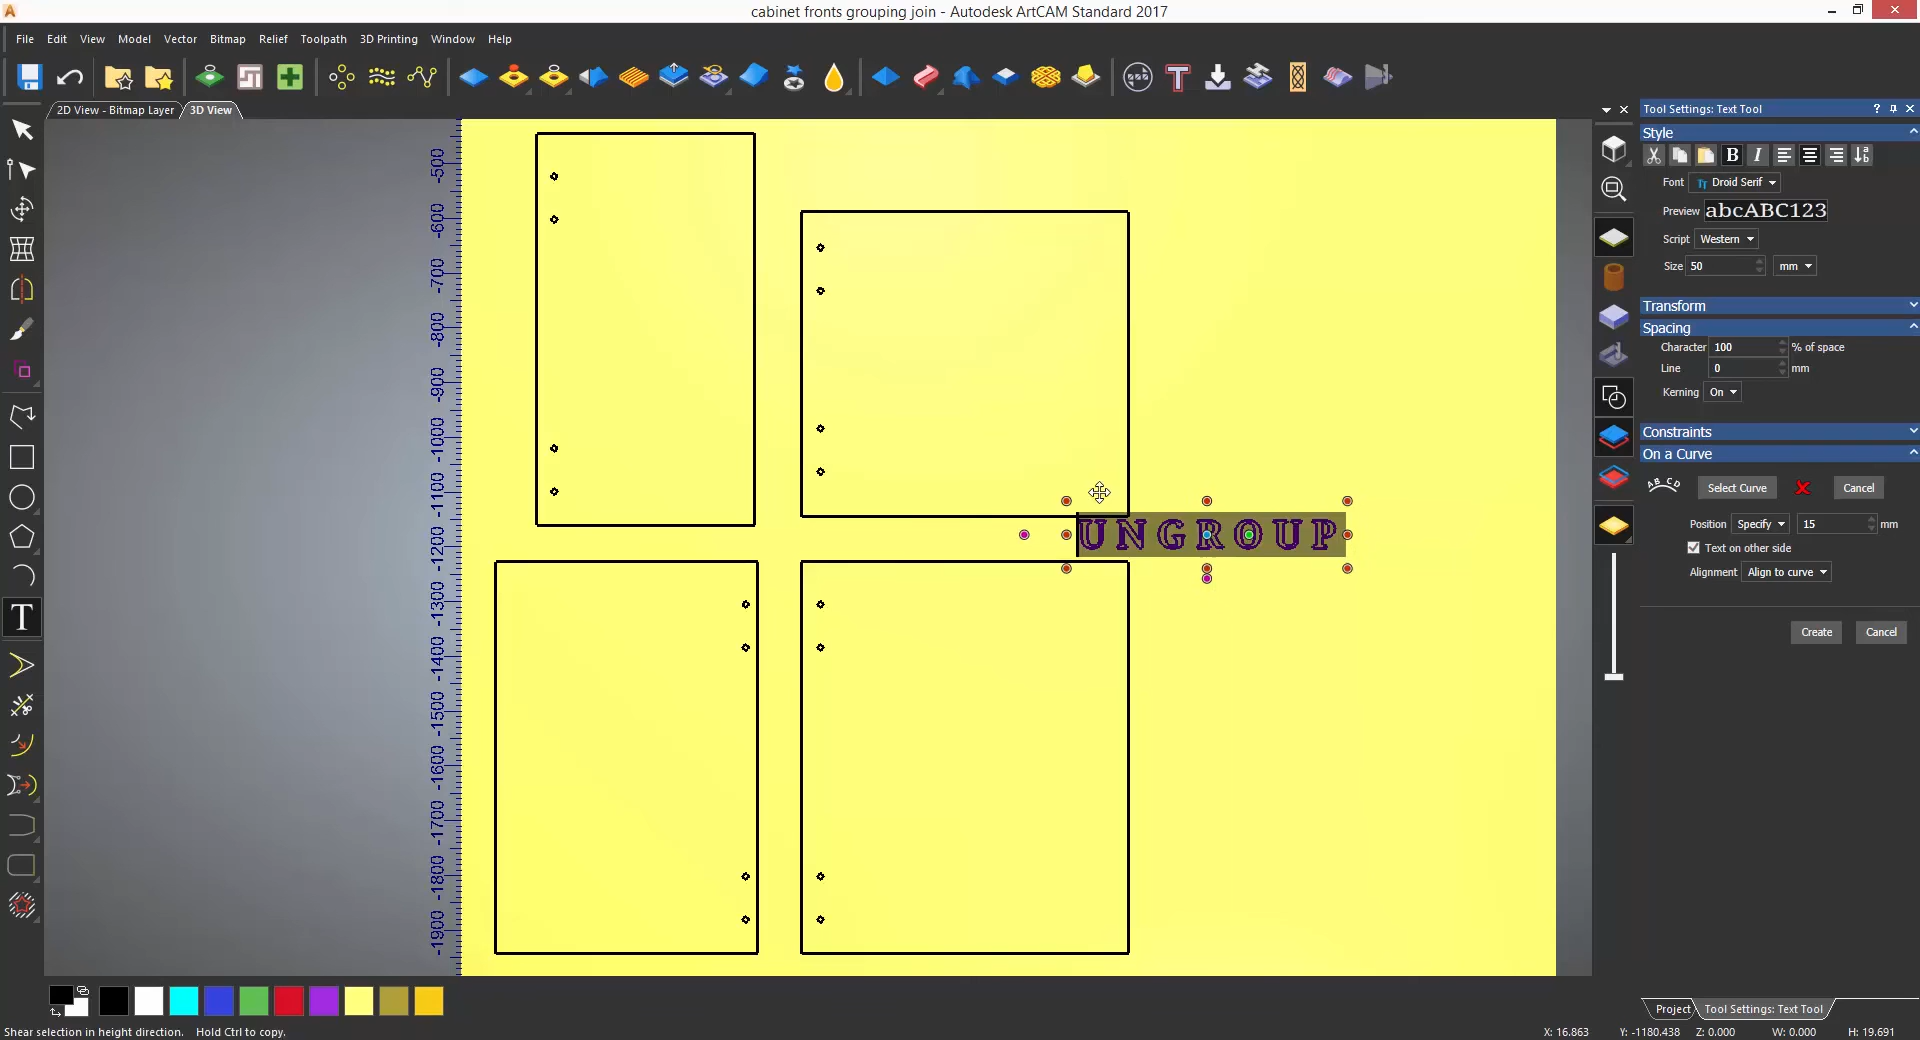 cabinet fronts grouping join - Autodesk ArtCAM Standard 2017
File Edit View Model Vector Bitmap Relief Toolpath 3D Printing Window Help
2D View - Bitmap Layer 3D View
Tool Settings: Text Tool
Style
B I
Font Droid Serif
Preview abcABC123
Script Western
Size 50 mm
Transform
Spacing
Character 100 % of space
Line 0 mm
Kerning On
Constraints
On a Curve
ABCD Select Curve Cancel
Position Specify 15 mm
Text on other side
Alignment Align to curve
Create Cancel
-500
-600
-700
-800
-900
-1000
-1100
-1200
-1300
-1400
-1500
-1600
-1700
-1800
-1900
UNGROUP
T
Project Tool Settings: Text Tool
Shear selection in height direction. Hold Ctrl to copy.
X: 16.863 Y: -1180.438 Z: 0.000 W: 0.000 H: 19.691